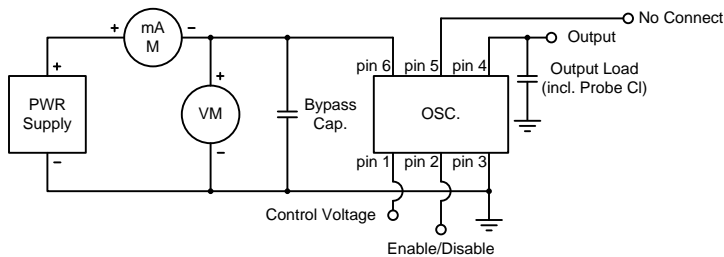 No Connect
+ mA M −
Output
pin 6 pin 5 pin 4
+ + Output Load
(incl. Probe Cl)
PWR
Supply
VM
Bypass
Cap.
OSC.
− −
pin 1 pin 2 pin 3
Control Voltage
Enable/Disable